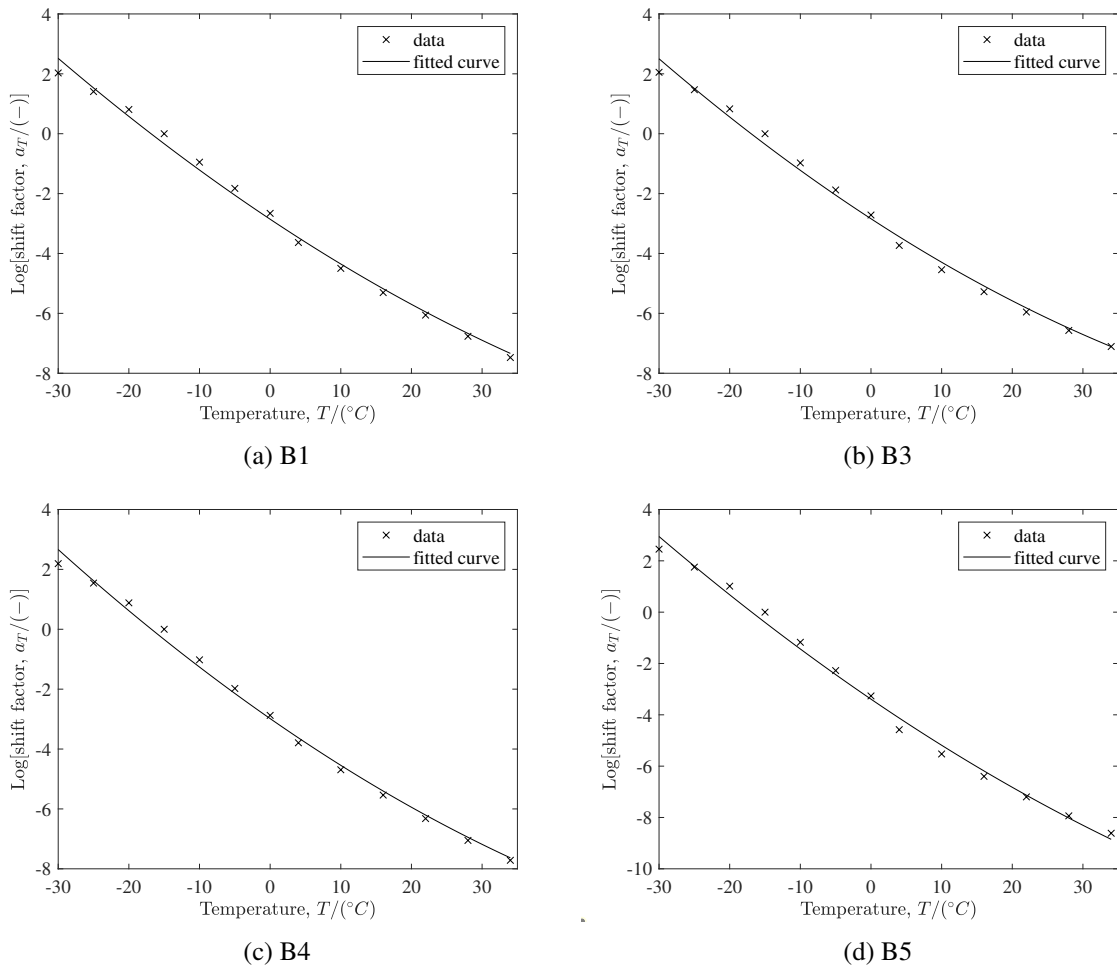 4
2
0
-2
-4
-6
-8
-30 -20 -10 0 10 20 30
Log[shift factor, a_T/(−)]
Temperature, T/(°C)
data
fitted curve
(a) B1
4
2
0
-2
-4
-6
-8
-30 -20 -10 0 10 20 30
Log[shift factor, a_T/(−)]
Temperature, T/(°C)
data
fitted curve
(b) B3
4
2
0
-2
-4
-6
-8
-30 -20 -10 0 10 20 30
Log[shift factor, a_T/(−)]
Temperature, T/(°C)
data
fitted curve
(c) B4
4
2
0
-2
-4
-6
-8
-10
-30 -20 -10 0 10 20 30
Log[shift factor, a_T/(−)]
Temperature, T/(°C)
data
fitted curve
(d) B5